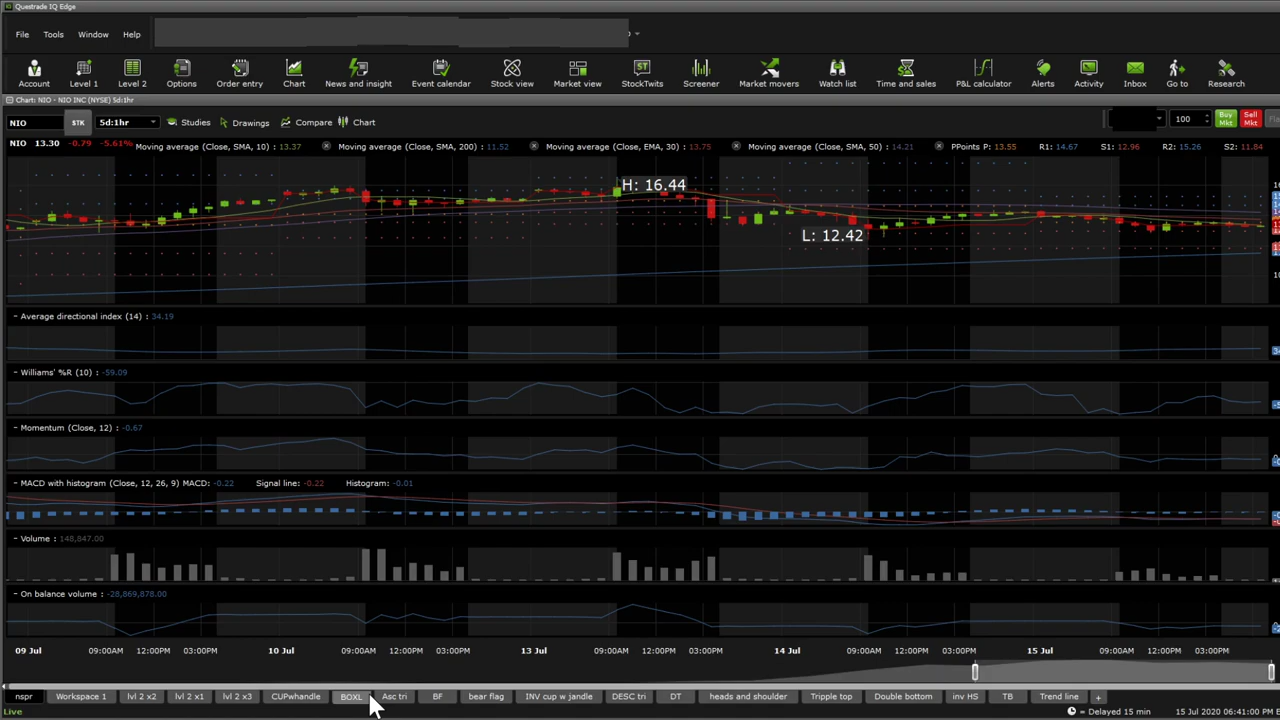 Questrade IQ Edge
File Tools Window Help
Account Level 1 Level 2 Options Order entry Chart News and insight Event calendar Stock view Market view StockTwits Screener Market movers Watch list Time and sales P&L calculator Alerts Activity Inbox Go to Research
Chart: NIO - NIO INC (NYSE) 5d:1hr
NIO STK 5d:1hr Studies Drawings Compare Chart 100 Buy Mkt Sell Mkt
NIO 13.30 -0.79 -5.61% Moving average (Close, SMA, 10) : 13.37 Moving average (Close, SMA, 200) : 11.52 Moving average (Close, EMA, 30) : 13.75 Moving average (Close, SMA, 50) : 14.21 PPoints P: 13.55 R1: 14.67 S1: 12.96 R2: 15.26 S2: 11.84
H: 16.44
L: 12.42
- Average directional index (14) : 34.19
- Williams' %R (10) : -59.09
- Momentum (Close, 12) : -0.67
- MACD with histogram (Close, 12, 26, 9) MACD: -0.22 Signal line: -0.22 Histogram: -0.01
- Volume : 148,847.00
- On balance volume : -28,869,878.00
09 Jul 09:00AM 12:00PM 03:00PM 10 Jul 09:00AM 12:00PM 03:00PM 13 Jul 09:00AM 12:00PM 03:00PM 14 Jul 09:00AM 12:00PM 03:00PM 15 Jul 09:00AM 12:00PM 03:00PM
nspr Workspace 1 lvl 2 x2 lvl 2 x1 lvl 2 x3 CUPwhandle BOXL Asc tri BF bear flag INV cup w jandle DESC tri DT heads and shoulder Tripple top Double bottom inv HS TB Trend line +
Live = Delayed 15 min 15 Jul 2020 06:41:00 PM